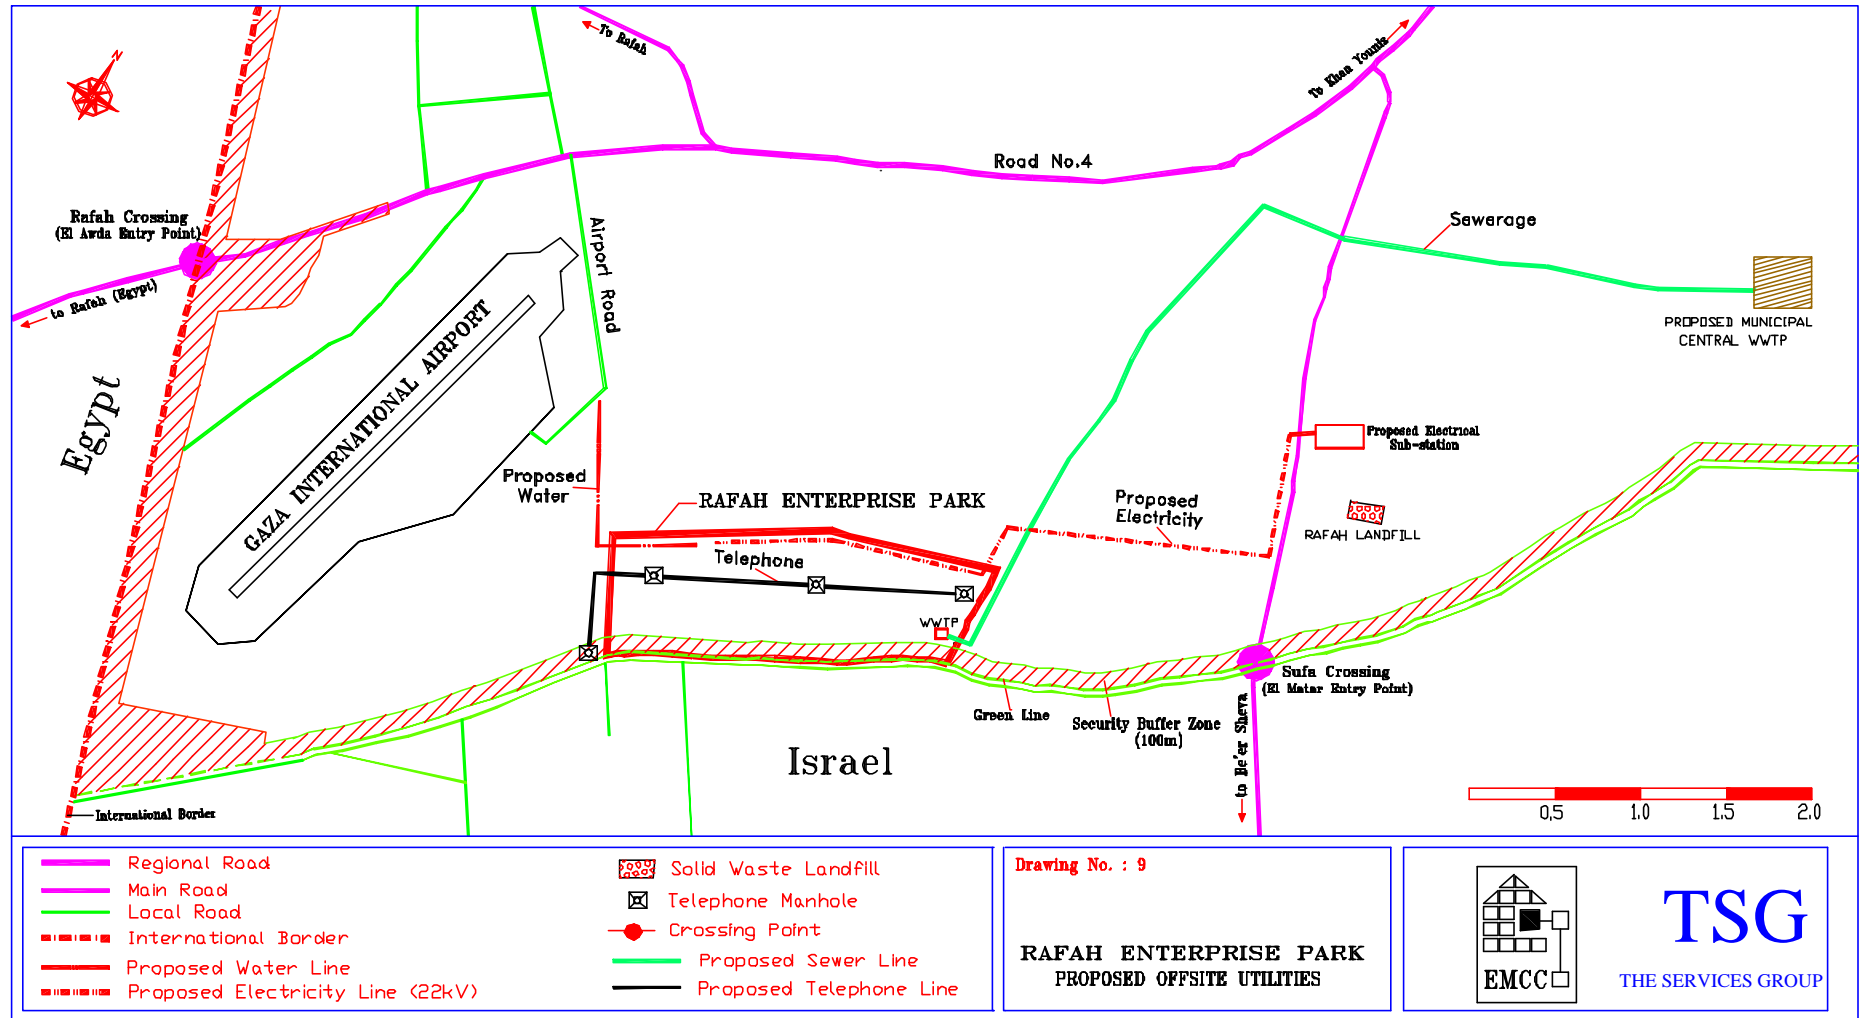 N
To Rafah
To Khan Younis
Road No.4
Rafah Crossing
(El Awda Entry Point)
to Rafah (Egypt)
Airport Road
Sewerage
PROPOSED MUNICIPAL
CENTRAL WWTP
Egypt
GAZA INTERNATIONAL AIRPORT
Proposed
Water
RAFAH ENTERPRISE PARK
Proposed
Electricity
Proposed Electrical
Sub-station
RAFAH LANDFILL
Telephone
WWTP
Sufa Crossing
(El Matar Entry Point)
Green Line
Security Buffer Zone
(100m)
to Be'er Sheva
Israel
International Border
0.5 1.0 1.5 2.0
Regional Road
Main Road
Local Road
International Border
Proposed Water Line
Proposed Electricity Line (22kV)
Solid Waste Landfill
Telephone Manhole
Crossing Point
Proposed Sewer Line
Proposed Telephone Line
Drawing No. : 9
RAFAH ENTERPRISE PARK
PROPOSED OFFSITE UTILITIES
EMCC
TSG
THE SERVICES GROUP